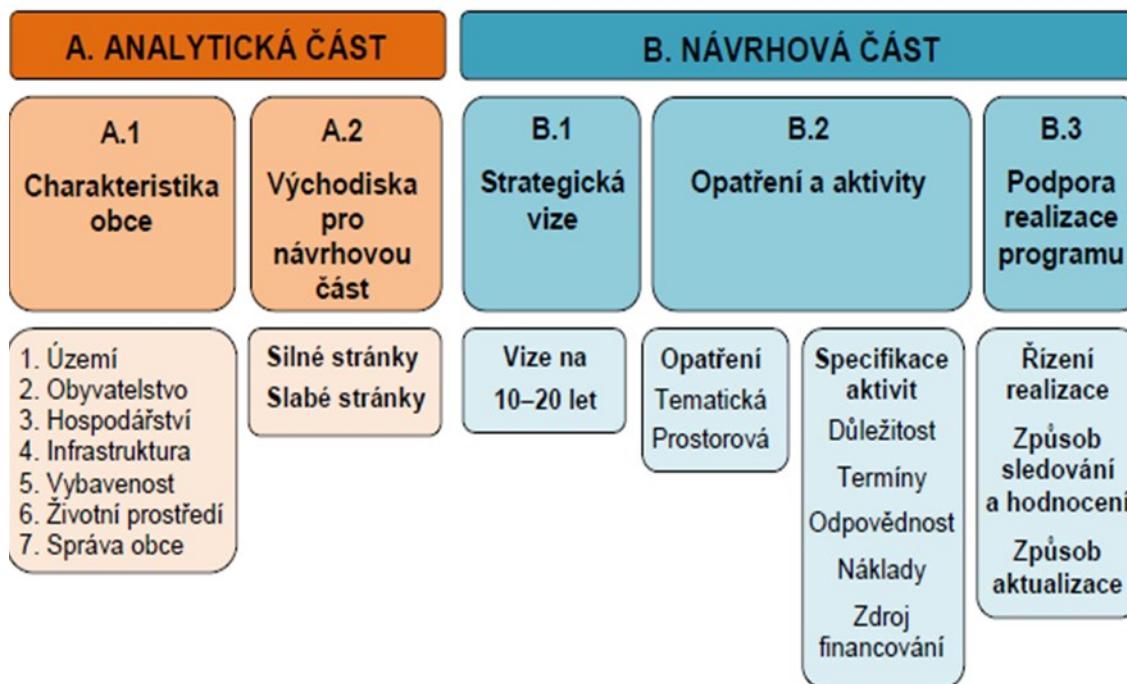 A. ANALYTICKÁ ČÁST
B. NÁVRHOVÁ ČÁST
A.1
Charakteristika
obce
A.2
Východiska
pro
návrhovou
část
B.1
Strategická
vize
B.2
Opatření a aktivity
B.3
Podpora
realizace
programu
1. Území
2. Obyvatelstvo
3. Hospodářství
4. Infrastruktura
5. Vybavenost
6. Životní prostředí
7. Správa obce
Silné stránky
Slabé stránky
Vize na
10–20 let
Opatření
Tematická
Prostorová
Specifikace
aktivit
Důležitost
Termíny
Odpovědnost
Náklady
Zdroj
financování
Řízení
realizace
Způsob
sledování
a hodnocení
Způsob
aktualizace